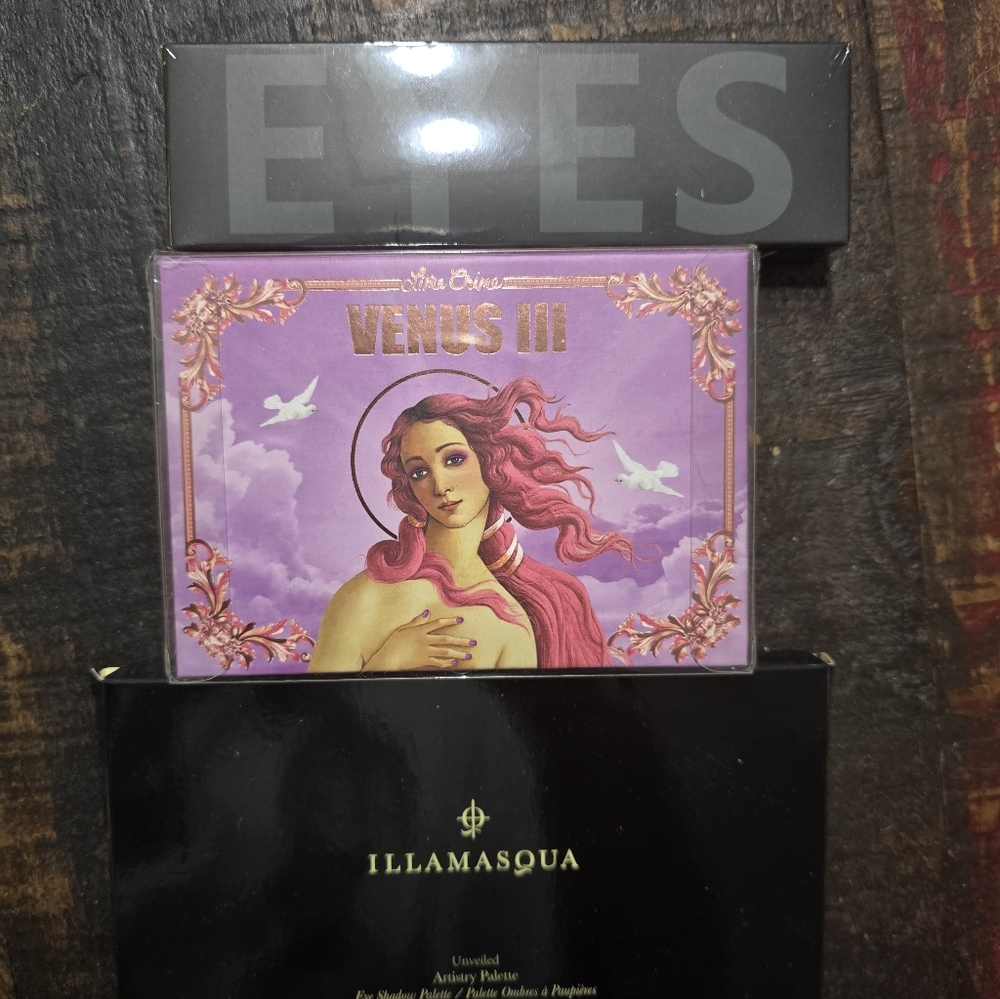 EYES
Lime Crime
VENUS III
ILLAMASQUA
Unveiled
Artistry Palette
Eye Shadow Palette / Palette Ombres à Paupières